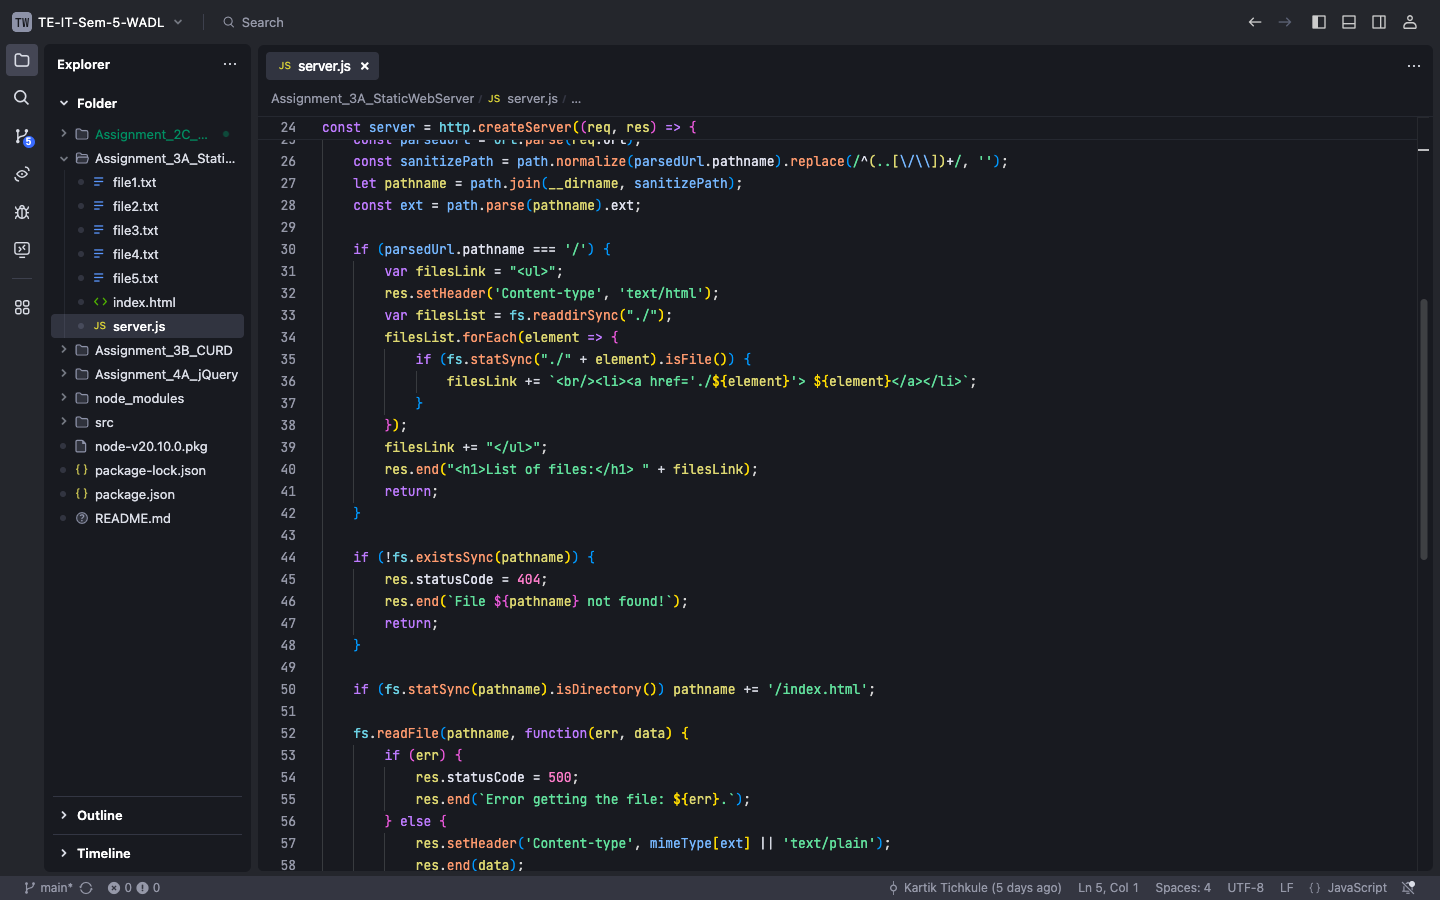 TW TE-IT-Sem-5-WADL
Search
Explorer
Folder
Assignment_2C_...
Assignment_3A_Stati...
file1.txt
file2.txt
file3.txt
file4.txt
file5.txt
index.html
JS server.js
Assignment_3B_CURD
Assignment_4A_jQuery
node_modules
src
node-v20.10.0.pkg
package-lock.json
package.json
README.md
Outline
Timeline
5
JS server.js
Assignment_3A_StaticWebServer / JS server.js / ...
24 const server = http.createServer((req, res) => {
25 const parsedUrl = url.parse(req.url);
26 const sanitizePath = path.normalize(parsedUrl.pathname).replace(/^(..[\/\\])+/, '');
27 let pathname = path.join(__dirname, sanitizePath);
28 const ext = path.parse(pathname).ext;
29
30 if (parsedUrl.pathname === '/') {
31 var filesLink = "<ul>";
32 res.setHeader('Content-type', 'text/html');
33 var filesList = fs.readdirSync("./");
34 filesList.forEach(element => {
35 if (fs.statSync("./" + element).isFile()) {
36 filesLink += `<br/><li><a href='./${element}'> ${element}</a></li>`;
37 }
38 });
39 filesLink += "</ul>";
40 res.end("<h1>List of files:</h1> " + filesLink);
41 return;
42 }
43
44 if (!fs.existsSync(pathname)) {
45 res.statusCode = 404;
46 res.end(`File ${pathname} not found!`);
47 return;
48 }
49
50 if (fs.statSync(pathname).isDirectory()) pathname += '/index.html';
51
52 fs.readFile(pathname, function(err, data) {
53 if (err) {
54 res.statusCode = 500;
55 res.end(`Error getting the file: ${err}.`);
56 } else {
57 res.setHeader('Content-type', mimeType[ext] || 'text/plain');
58 res.end(data);
main* 0 0 Kartik Tichkule (5 days ago) Ln 5, Col 1 Spaces: 4 UTF-8 LF {} JavaScript